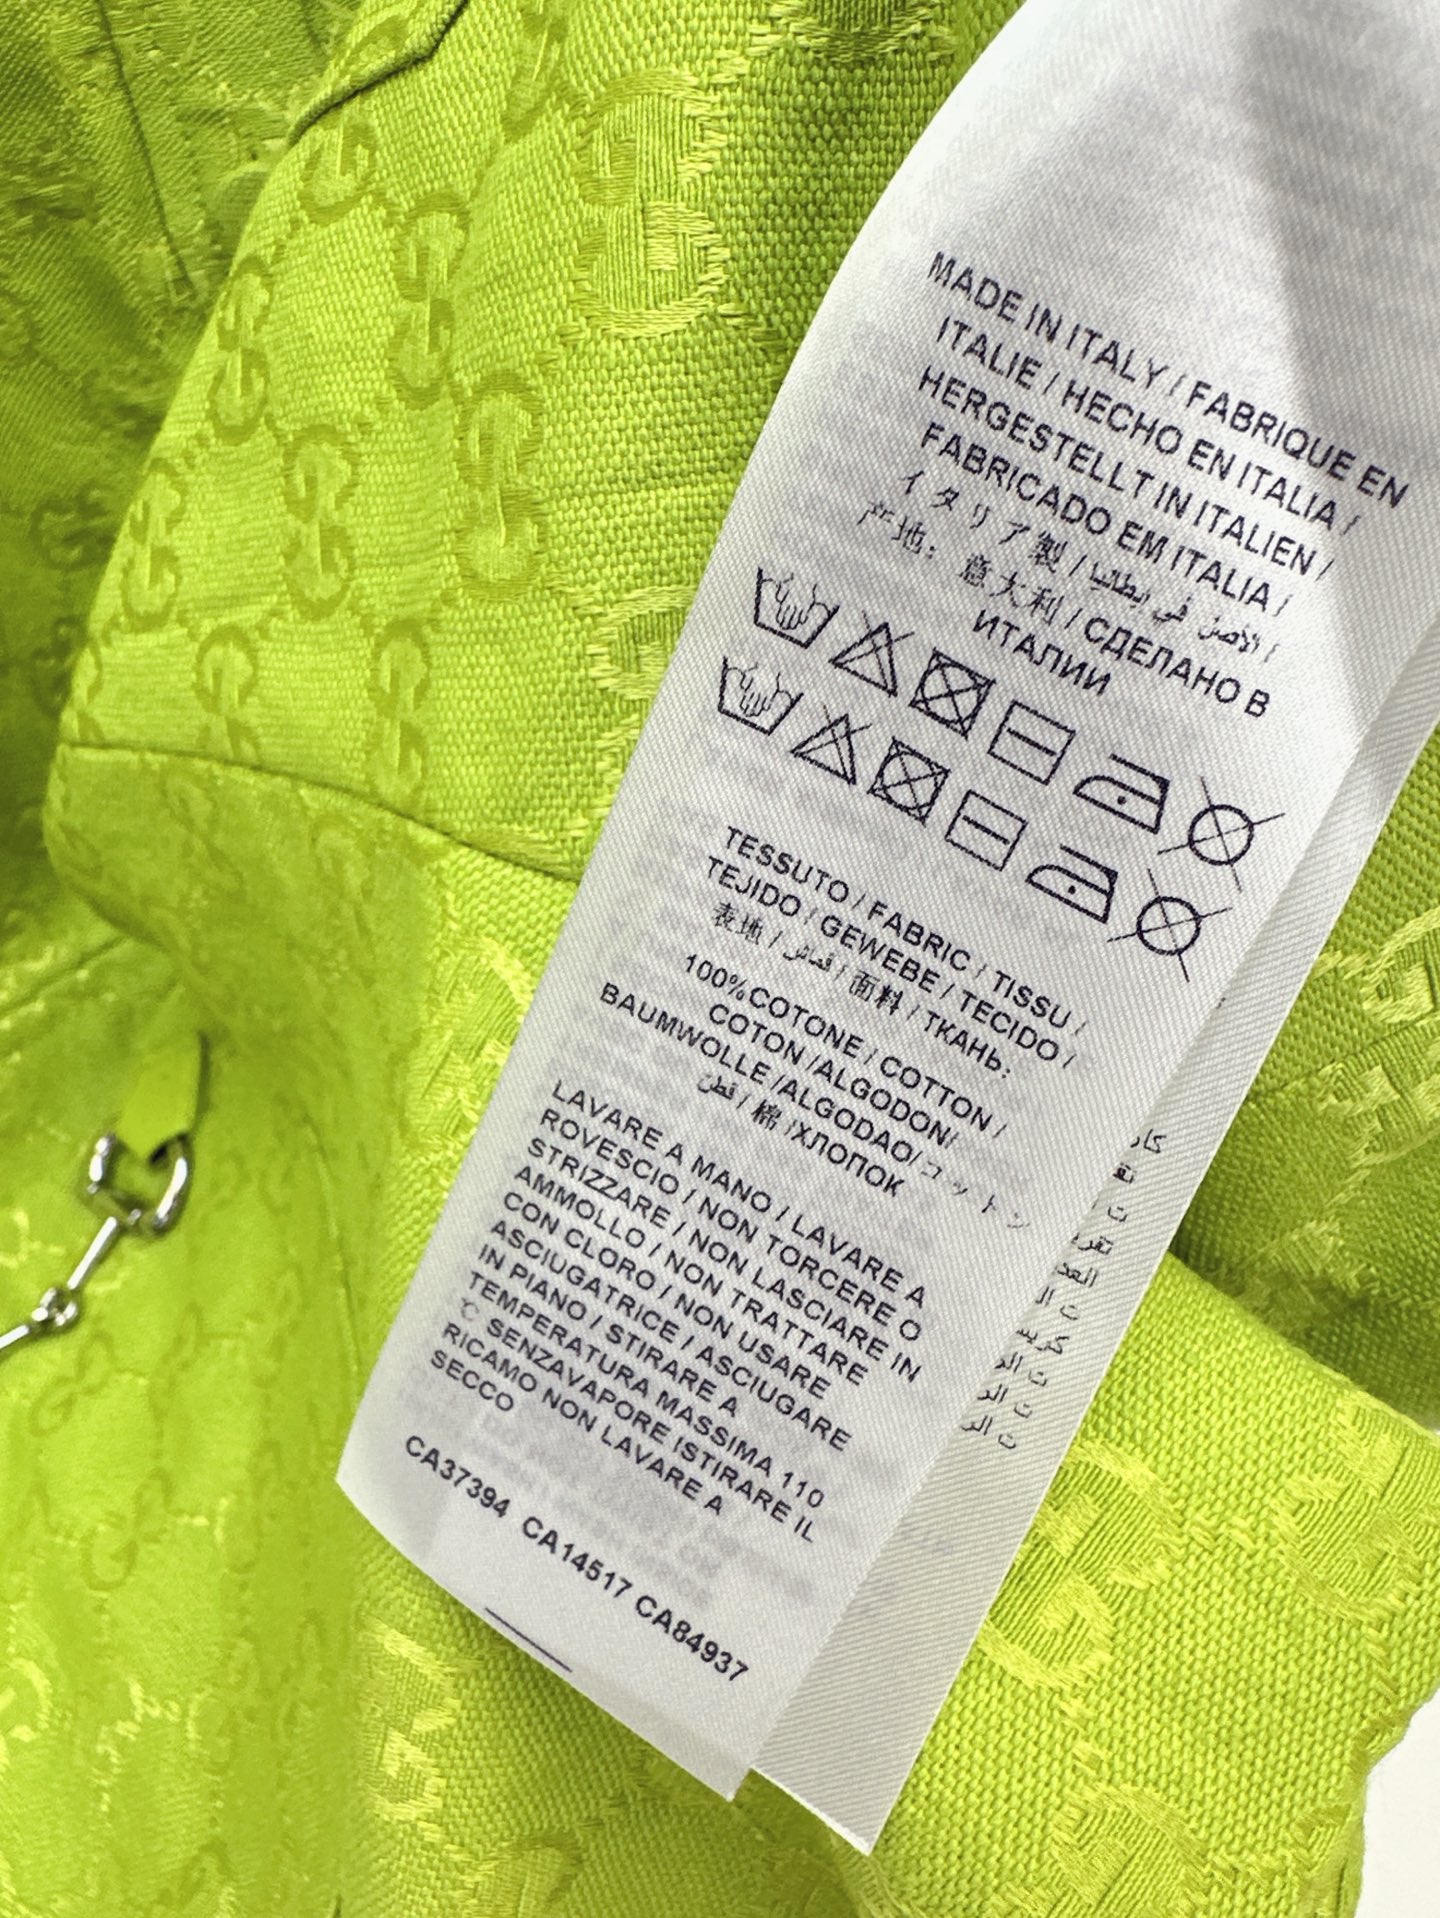 MADE IN ITALY / FABRIQUE EN
ITALIE / HECHO EN ITALIA /
HERGESTELLT IN ITALIEN /
FABRICADO EM ITALIA /
イタリア製 / الأصل في إيطاليا /
产地：意大利 / СДЕЛАНО В
ИТАЛИИ
TESSUTO / FABRIC / TISSU /
TEJIDO / GEWEBE / TECIDO /
表地 / قماش / 面料 / ТКАНЬ:
100%COTONE / COTTON /
COTON /ALGODON/
BAUMWOLLE /ALGODAO/コットン
قطن / 棉 /ХЛОПОК
LAVARE A MANO / LAVARE A
ROVESCIO / NON TORCERE O
STRIZZARE / NON LASCIARE IN
AMMOLLO / NON TRATTARE
CON CLORO / NON USARE
ASCIUGATRICE / ASCIUGARE
IN PIANO / STIRARE A
TEMPERATURA MASSIMA 110
℃ SENZAVAPORE ISTIRARE IL
RICAMO NON LAVARE A
SECCO
CA37394 CA14517 CA84937